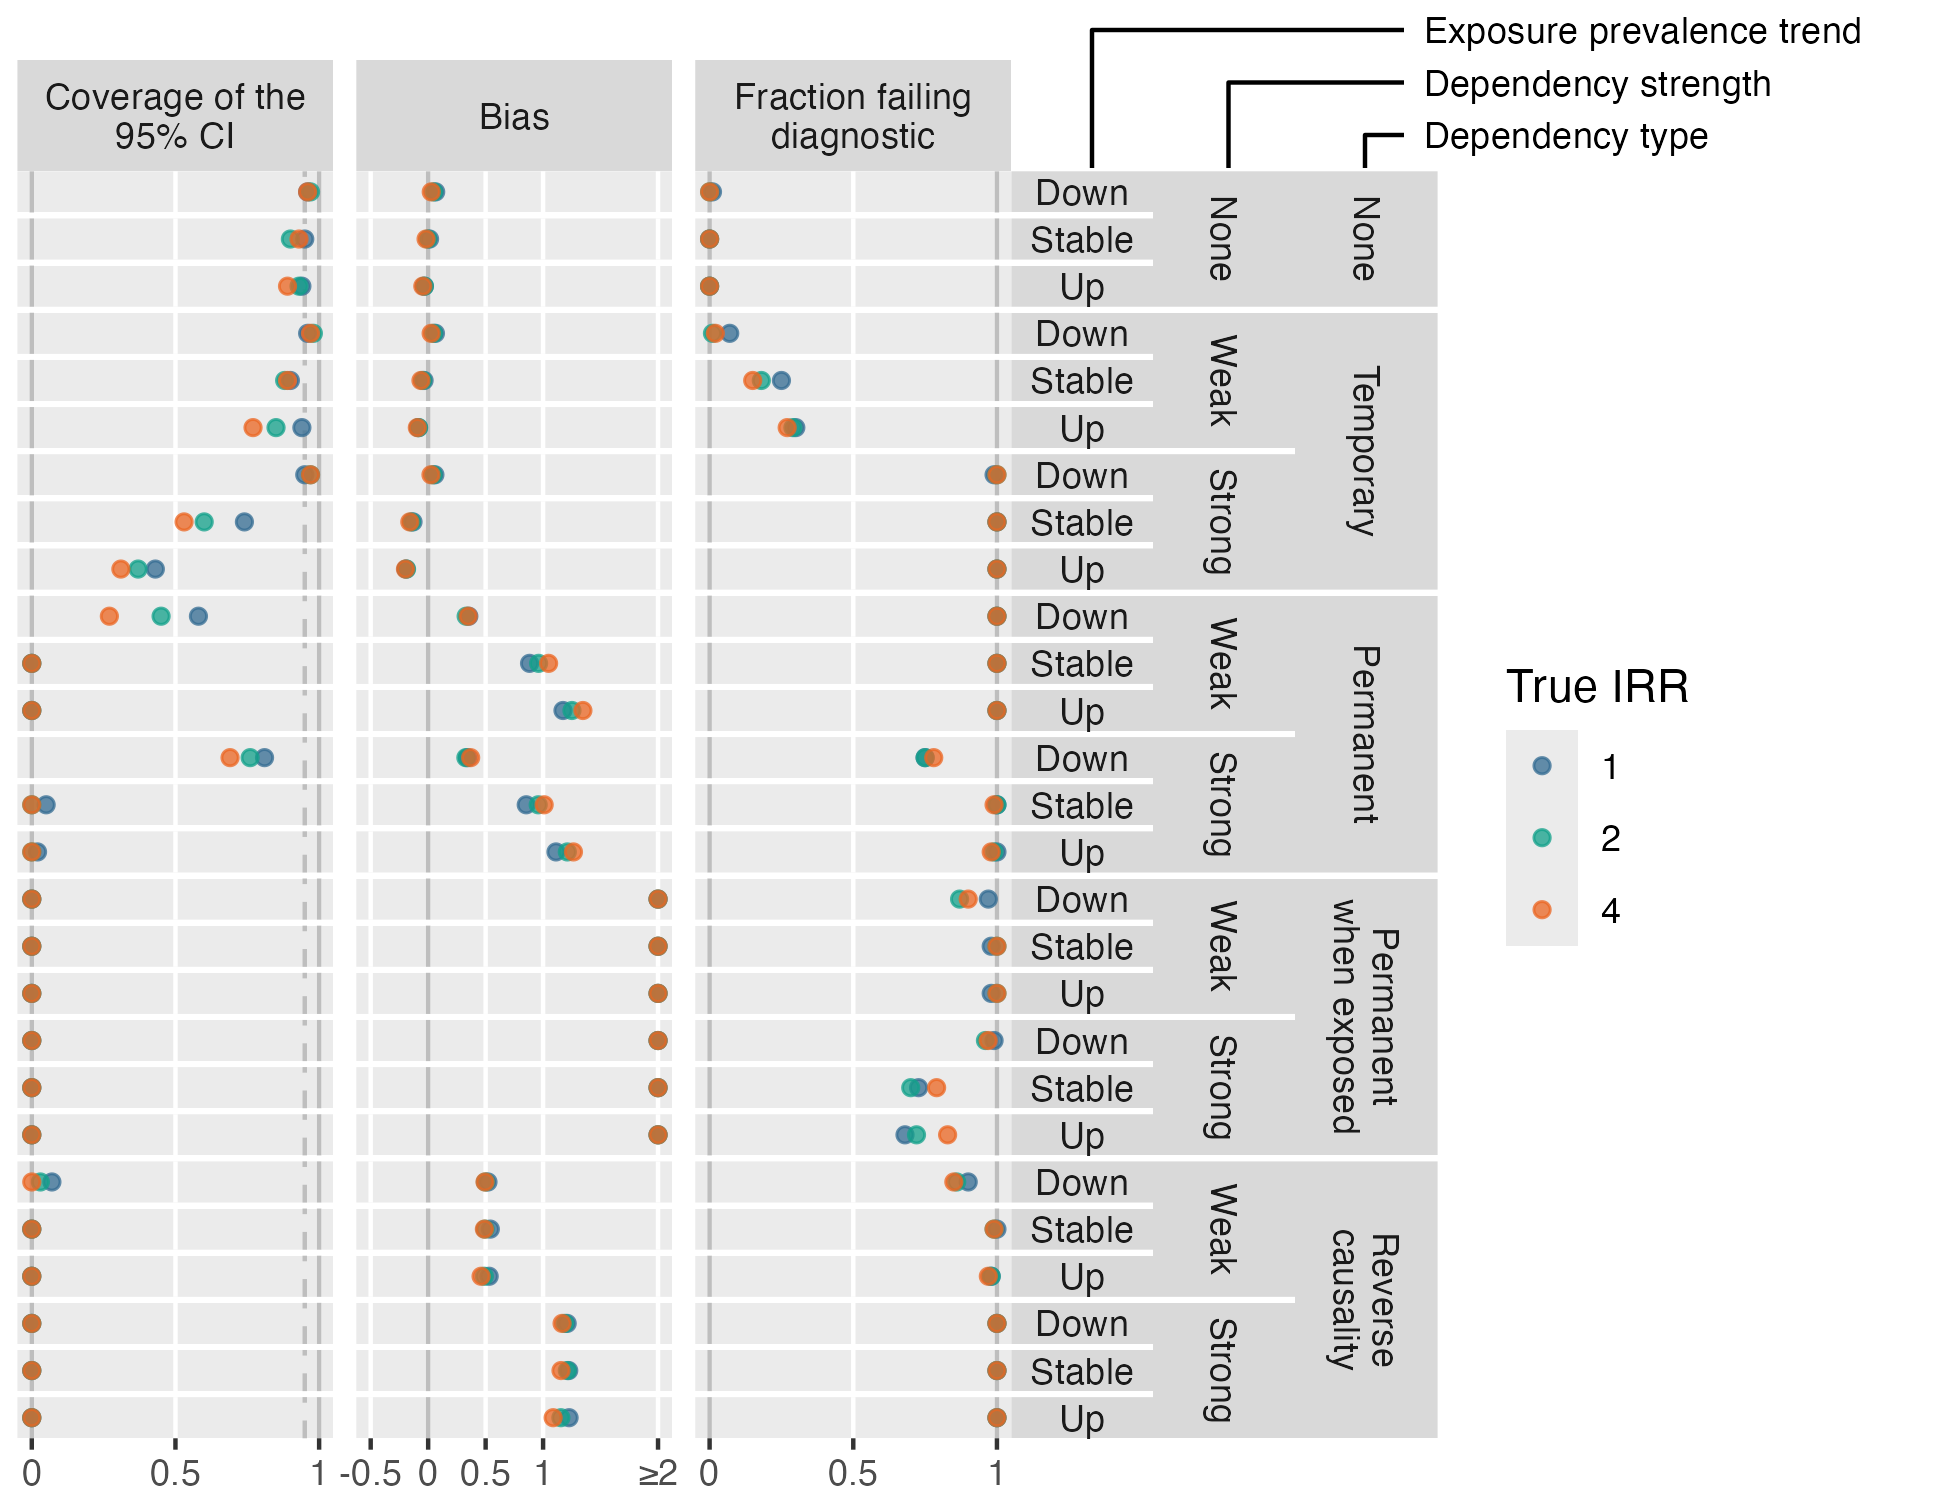 Exposure prevalence trend
Dependency strength
Dependency type
Coverage of the
95% CI
Bias
Fraction failing
diagnostic
Down
Stable
Up
None
None
Down
Stable
Up
Weak
Down
Stable
Up
Strong
Temporary
Down
Stable
Up
Weak
Down
Stable
Up
Strong
Permanent
Down
Stable
Up
Weak
Down
Stable
Up
Strong
Permanent
when exposed
Down
Stable
Up
Weak
Down
Stable
Up
Strong
Reverse
causality
0 0.5 1
-0.5 0 0.5 1 ≥2
0 0.5 1
True IRR
1
2
4